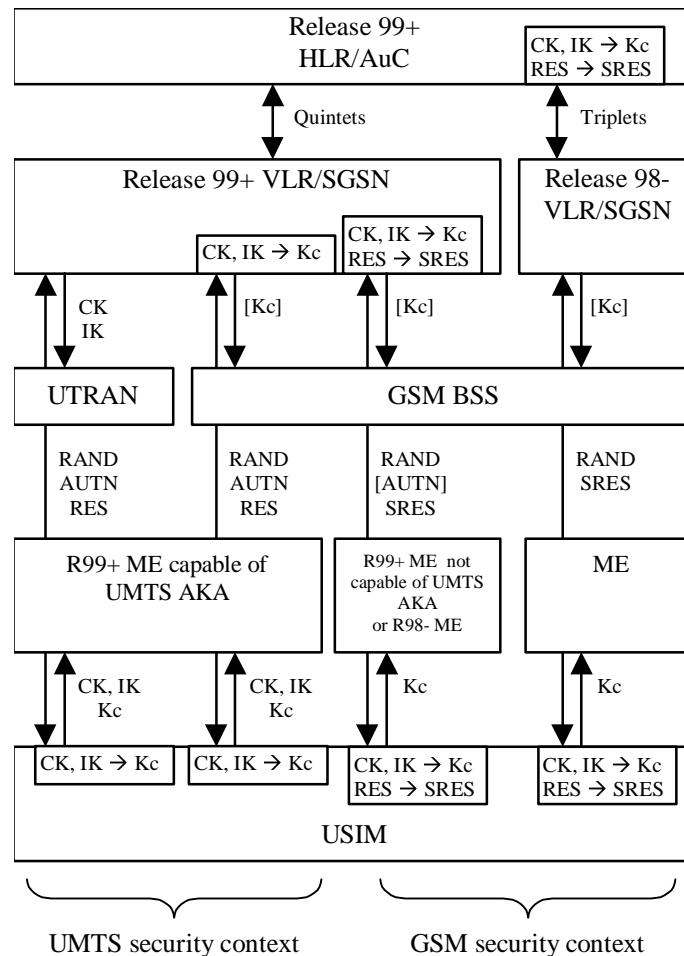 Release 99+
HLR/AuC
CK, IK → Kc
RES → SRES
Quintets
Triplets
Release 99+ VLR/SGSN
CK, IK → Kc
CK, IK → Kc
RES → SRES
Release 98-
VLR/SGSN
CK
IK
[Kc]
[Kc]
[Kc]
UTRAN
GSM BSS
RAND
AUTN
RES
RAND
AUTN
RES
RAND
[AUTN]
SRES
RAND
SRES
R99+ ME capable of
UMTS AKA
R99+ ME not
capable of UMTS
AKA
or R98- ME
ME
CK, IK
Kc
CK, IK
Kc
Kc
Kc
CK, IK → Kc
CK, IK → Kc
CK, IK → Kc
RES → SRES
CK, IK → Kc
RES → SRES
USIM
UMTS security context
GSM security context